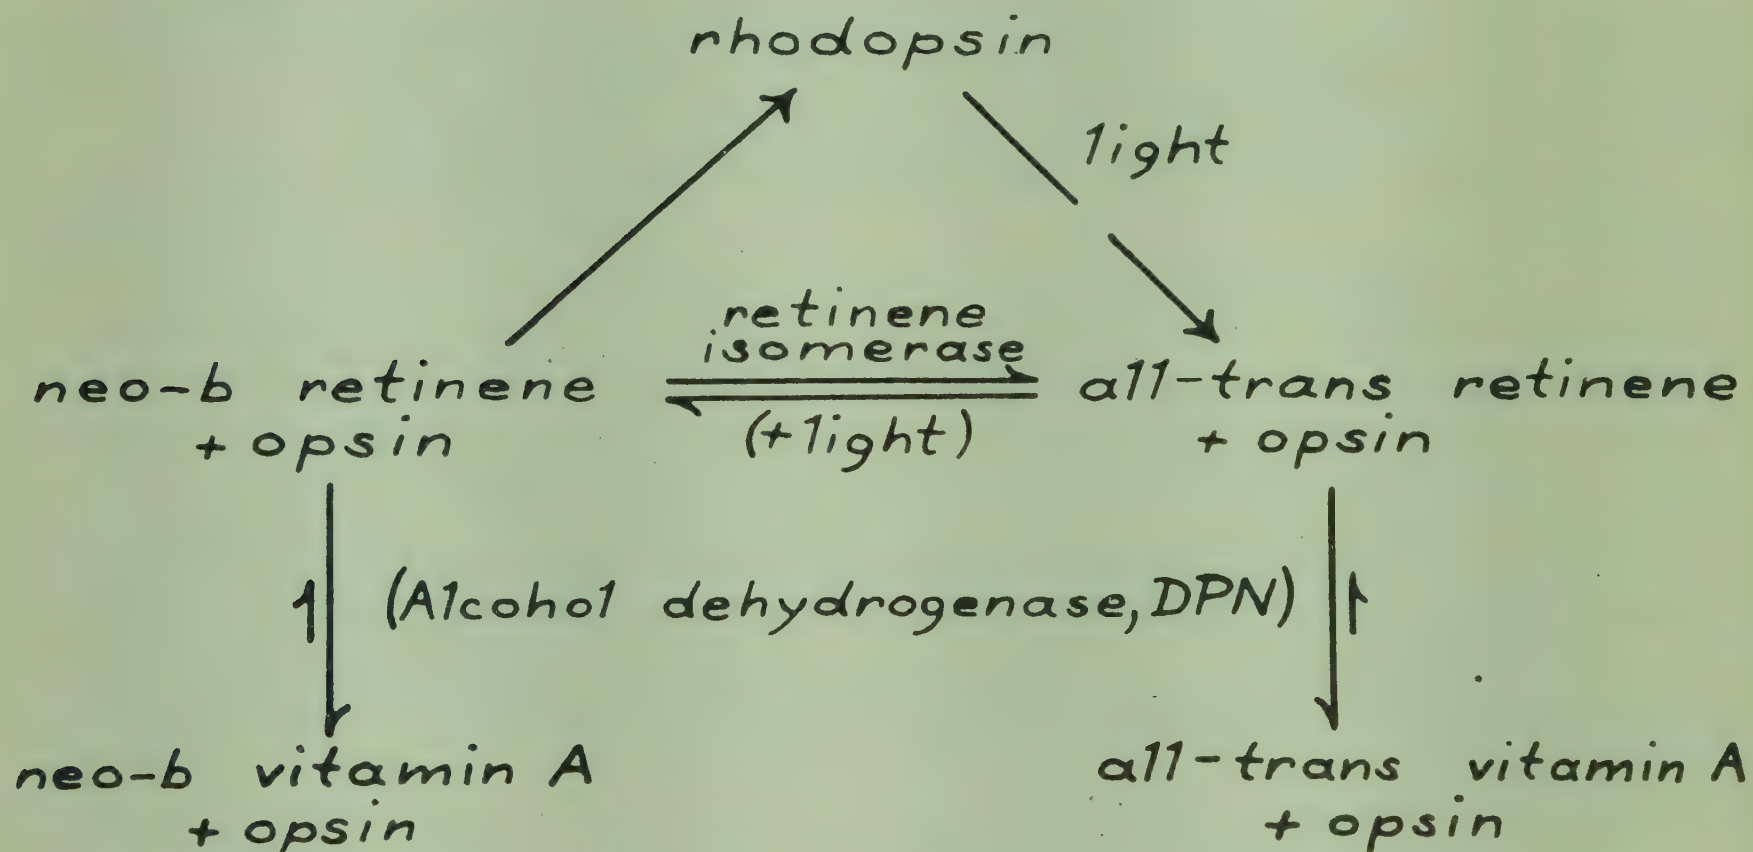 rhodopsin
light
retinene
isomerase
neo-b retinene
+ opsin
(+light)
all-trans retinene
+ opsin
(Alcohol dehydrogenase, DPN)
neo-b vitamin A
+ opsin
all-trans vitamin A
+ opsin